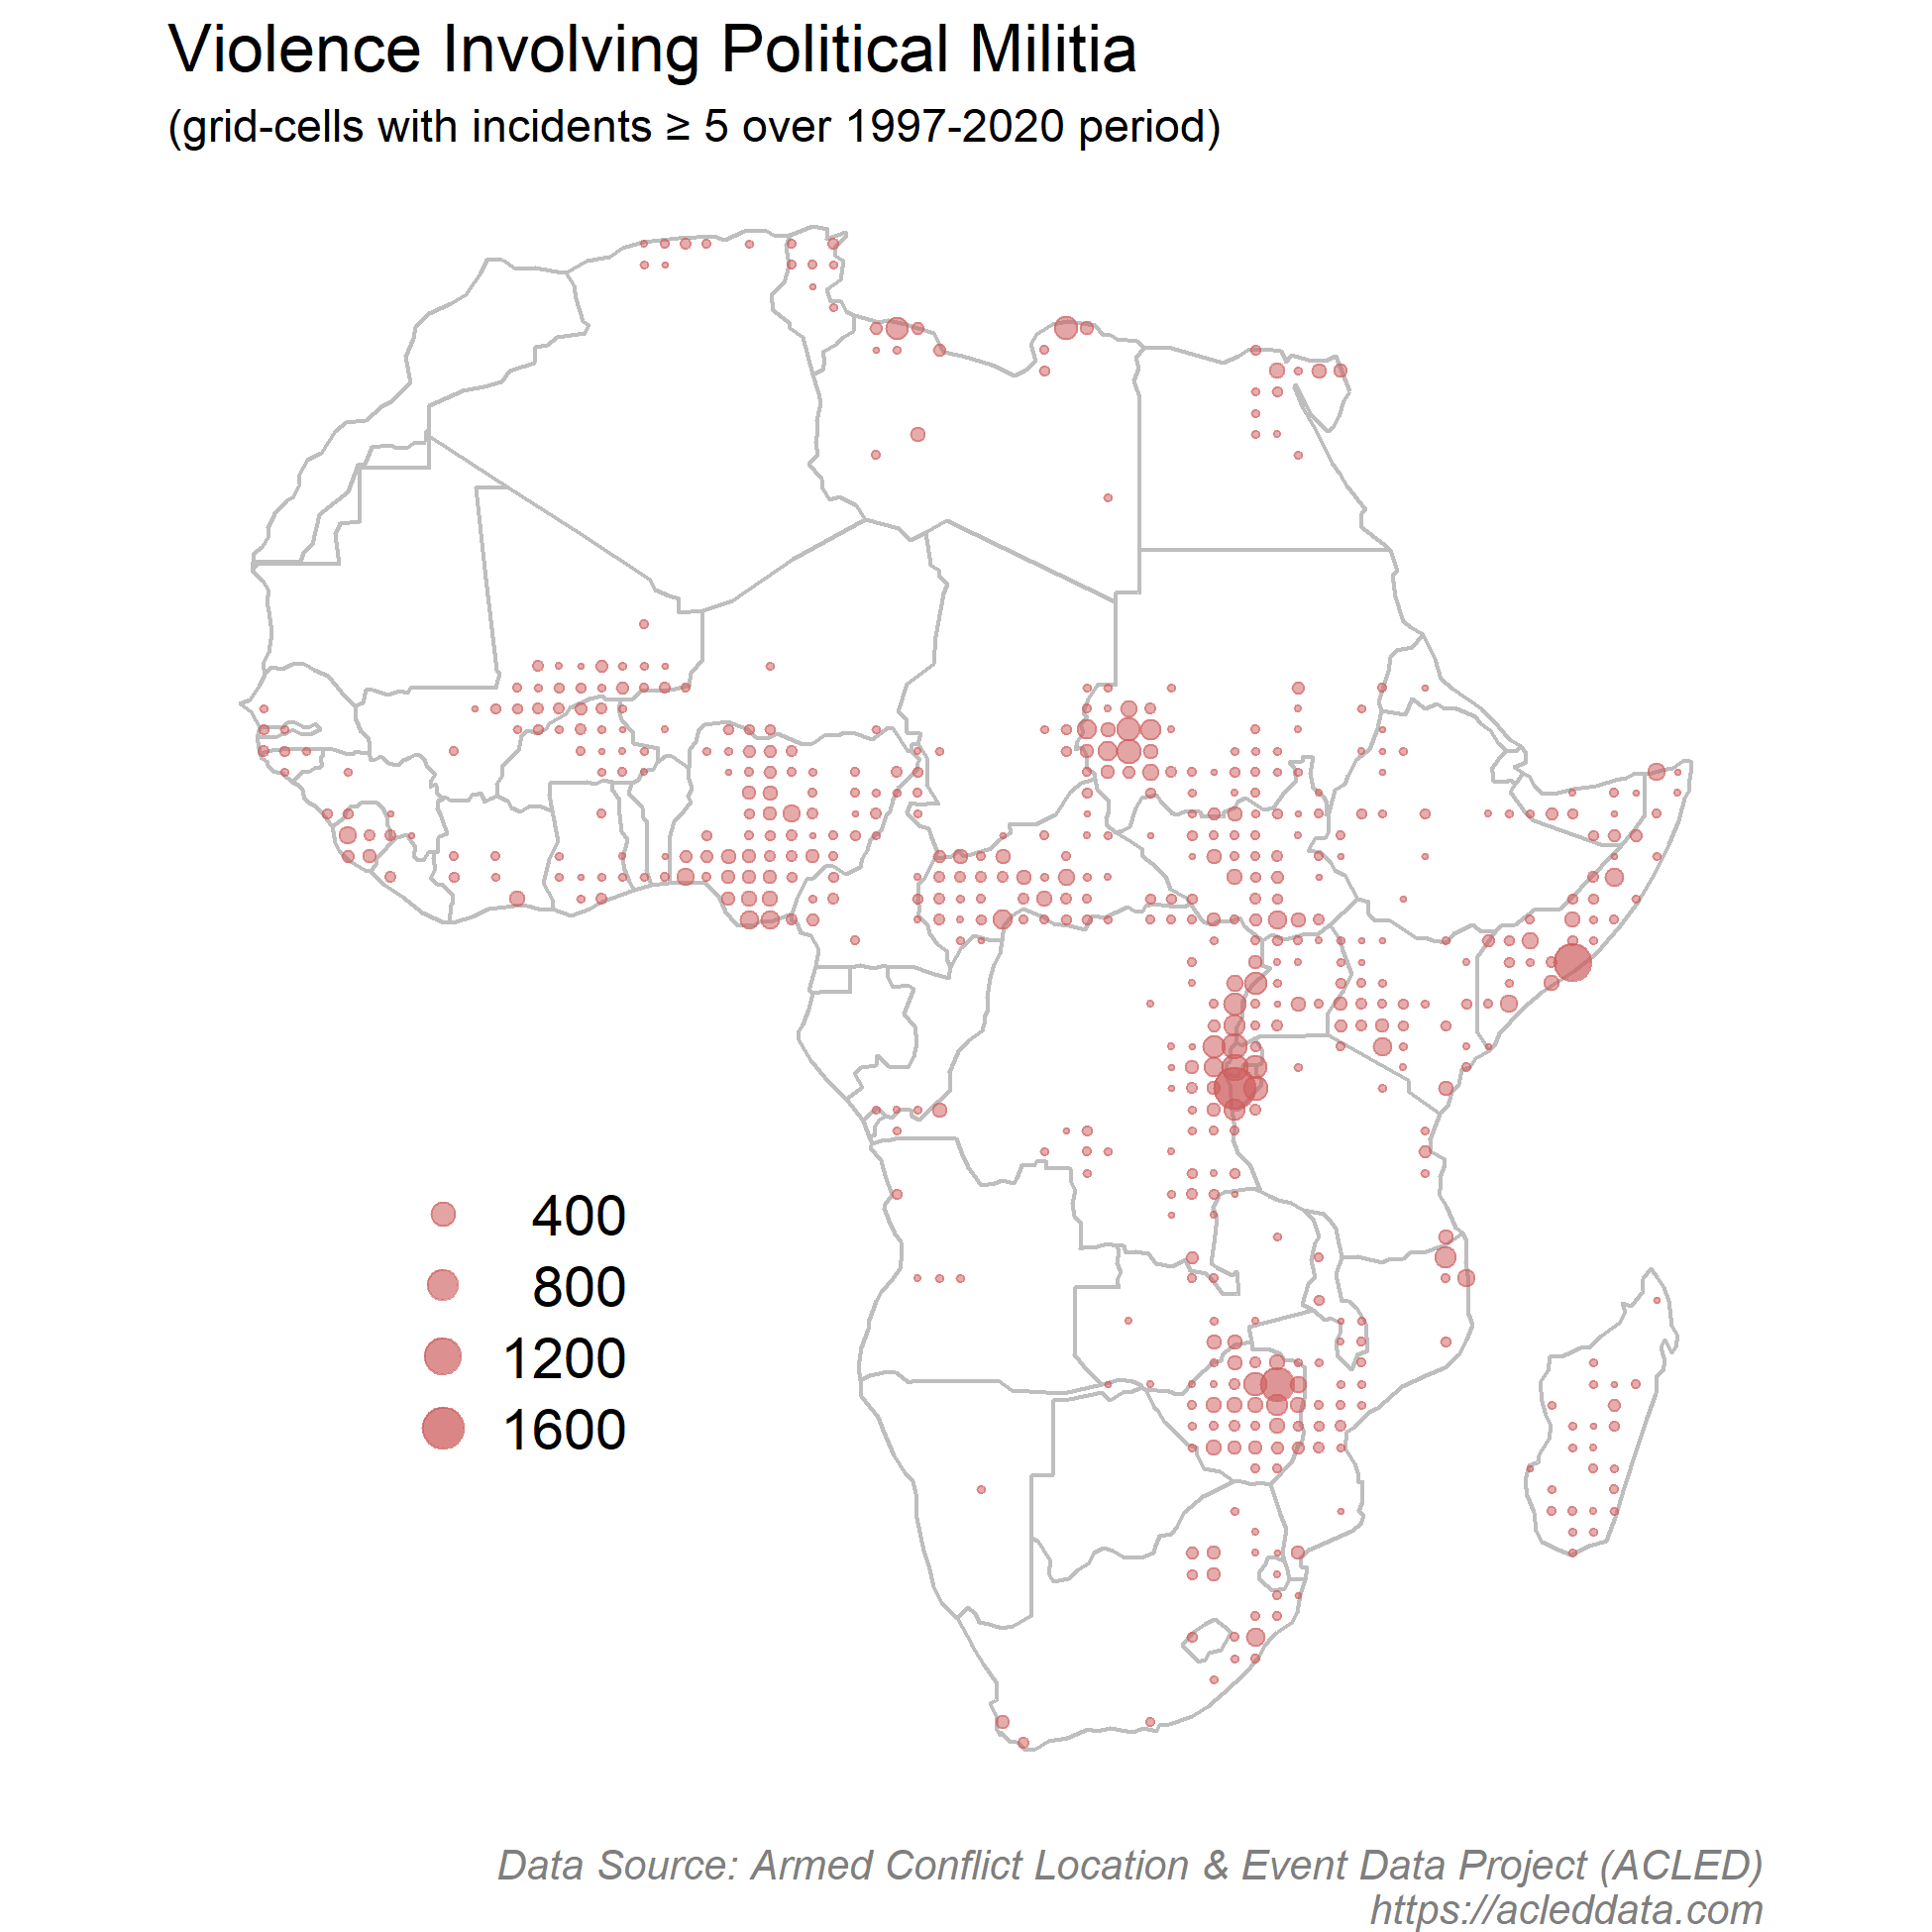 Violence Involving Political Militia
(grid-cells with incidents ≥ 5 over 1997-2020 period)
400
800
1200
1600
Data Source: Armed Conflict Location & Event Data Project (ACLED)
https://acleddata.com